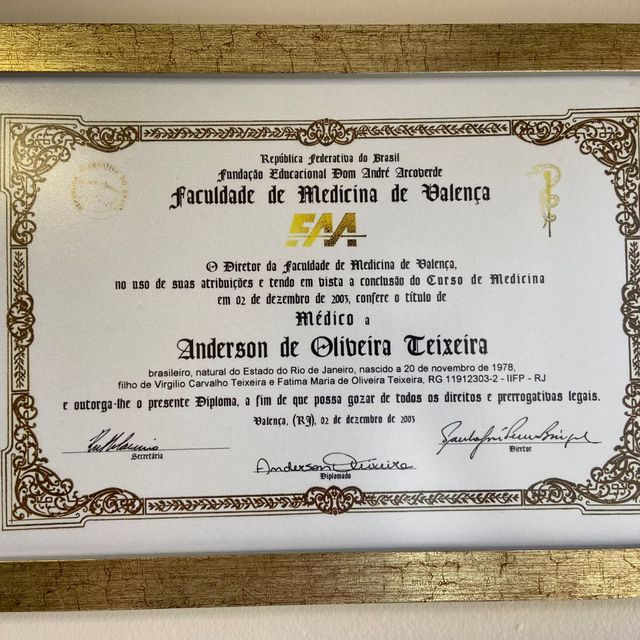 República Federativa do Brasil
Fundação Educacional Dom André Arcoverde
Faculdade de Medicina de Valença
FAA
O Diretor da Faculdade de Medicina de Valença,
no uso de suas atribuições e tendo em vista a conclusão do Curso de Medicina
em 02 de dezembro de 2003, confere o título de
Médico a
Anderson de Oliveira Teixeira
brasileiro, natural do Estado do Rio de Janeiro, nascido a 20 de novembro de 1978,
filho de Virgilio Carvalho Teixeira e Fatima Maria de Oliveira Teixeira, RG 11912303-2 - IIFP - RJ
e outorga-lhe o presente Diploma, a fim de que possa gozar de todos os direitos e prerrogativas legais.
Valença, (RJ), 02 de dezembro de 2003
Secretária
Anderson Oliveira
Diplomado
Director